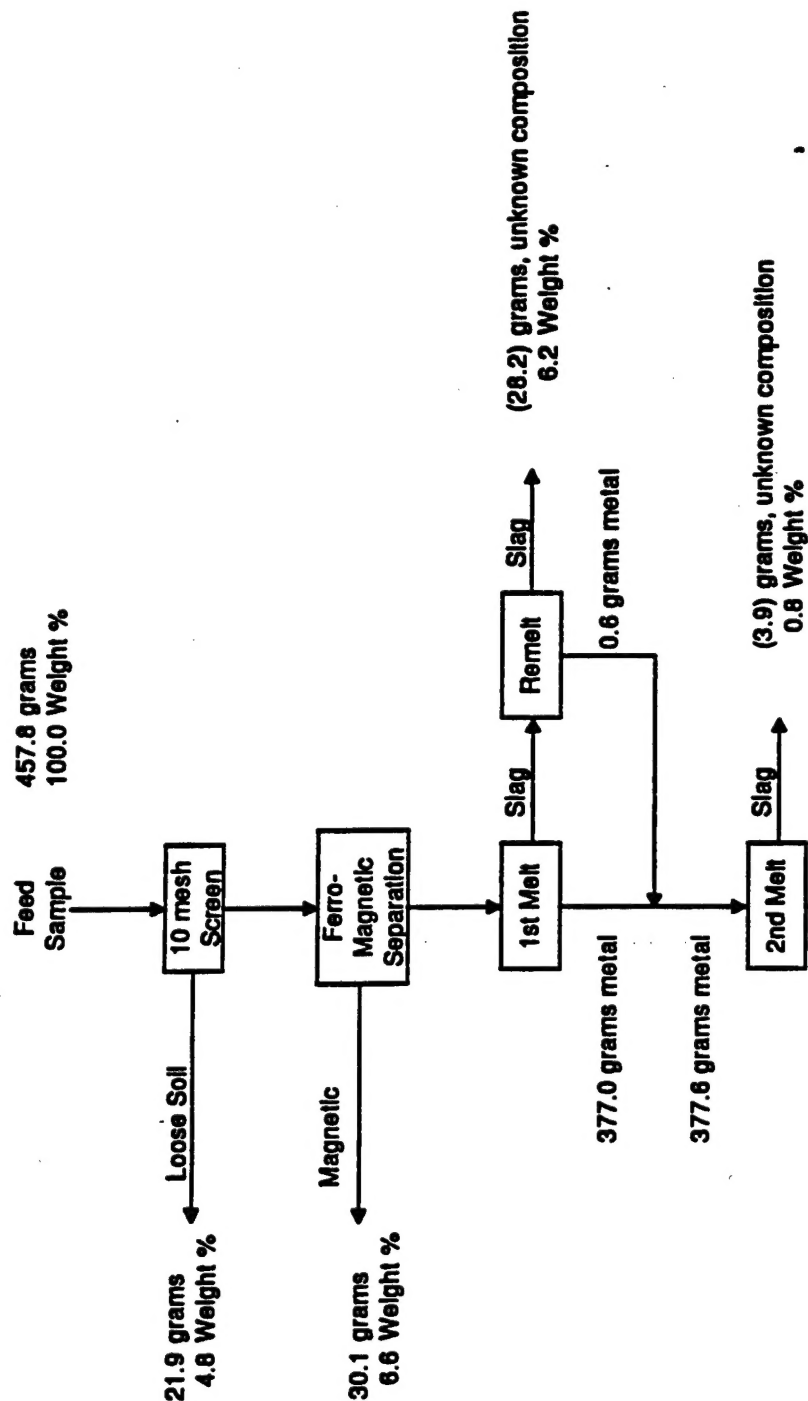 Feed
Sample
457.8 grams
100.0 Weight %
10 mesh
Screen
Loose Soil
21.9 grams
4.8 Weight %
Ferro-
Magnetic
Separation
Magnetic
30.1 grams
6.6 Weight %
1st Melt
Slag
Remelt
Slag
(28.2) grams, unknown composition
6.2 Weight %
0.6 grams metal
377.0 grams metal
377.6 grams metal
2nd Melt
Slag
(3.9) grams, unknown composition
0.8 Weight %